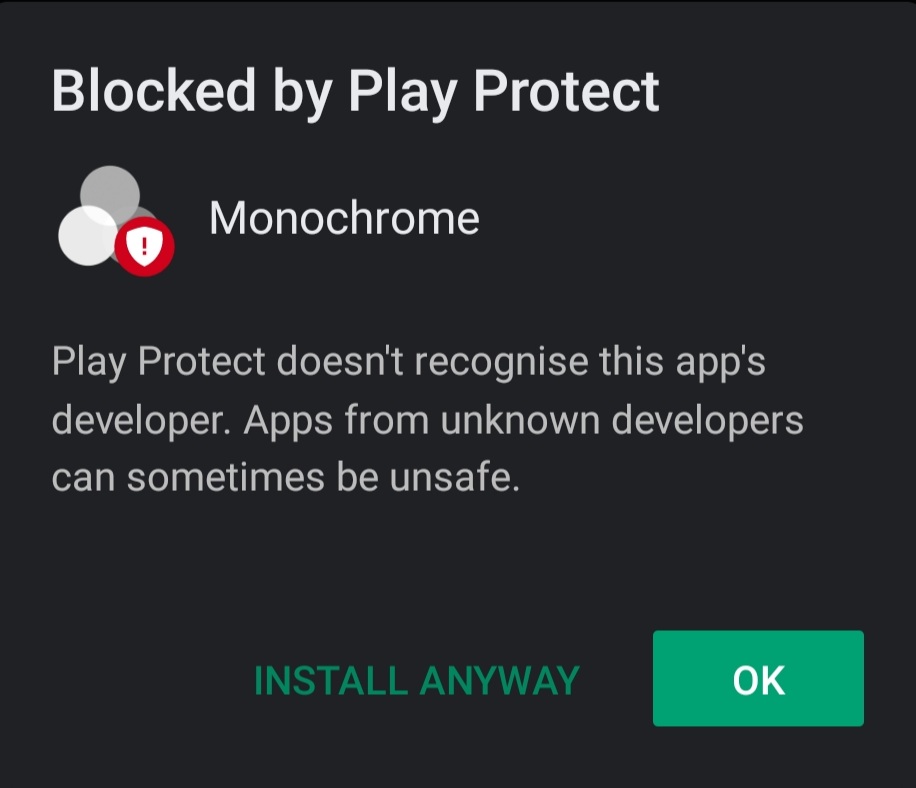 Blocked by Play Protect
Monochrome
Play Protect doesn't recognise this app's
developer. Apps from unknown developers
can sometimes be unsafe.
INSTALL ANYWAY
OK